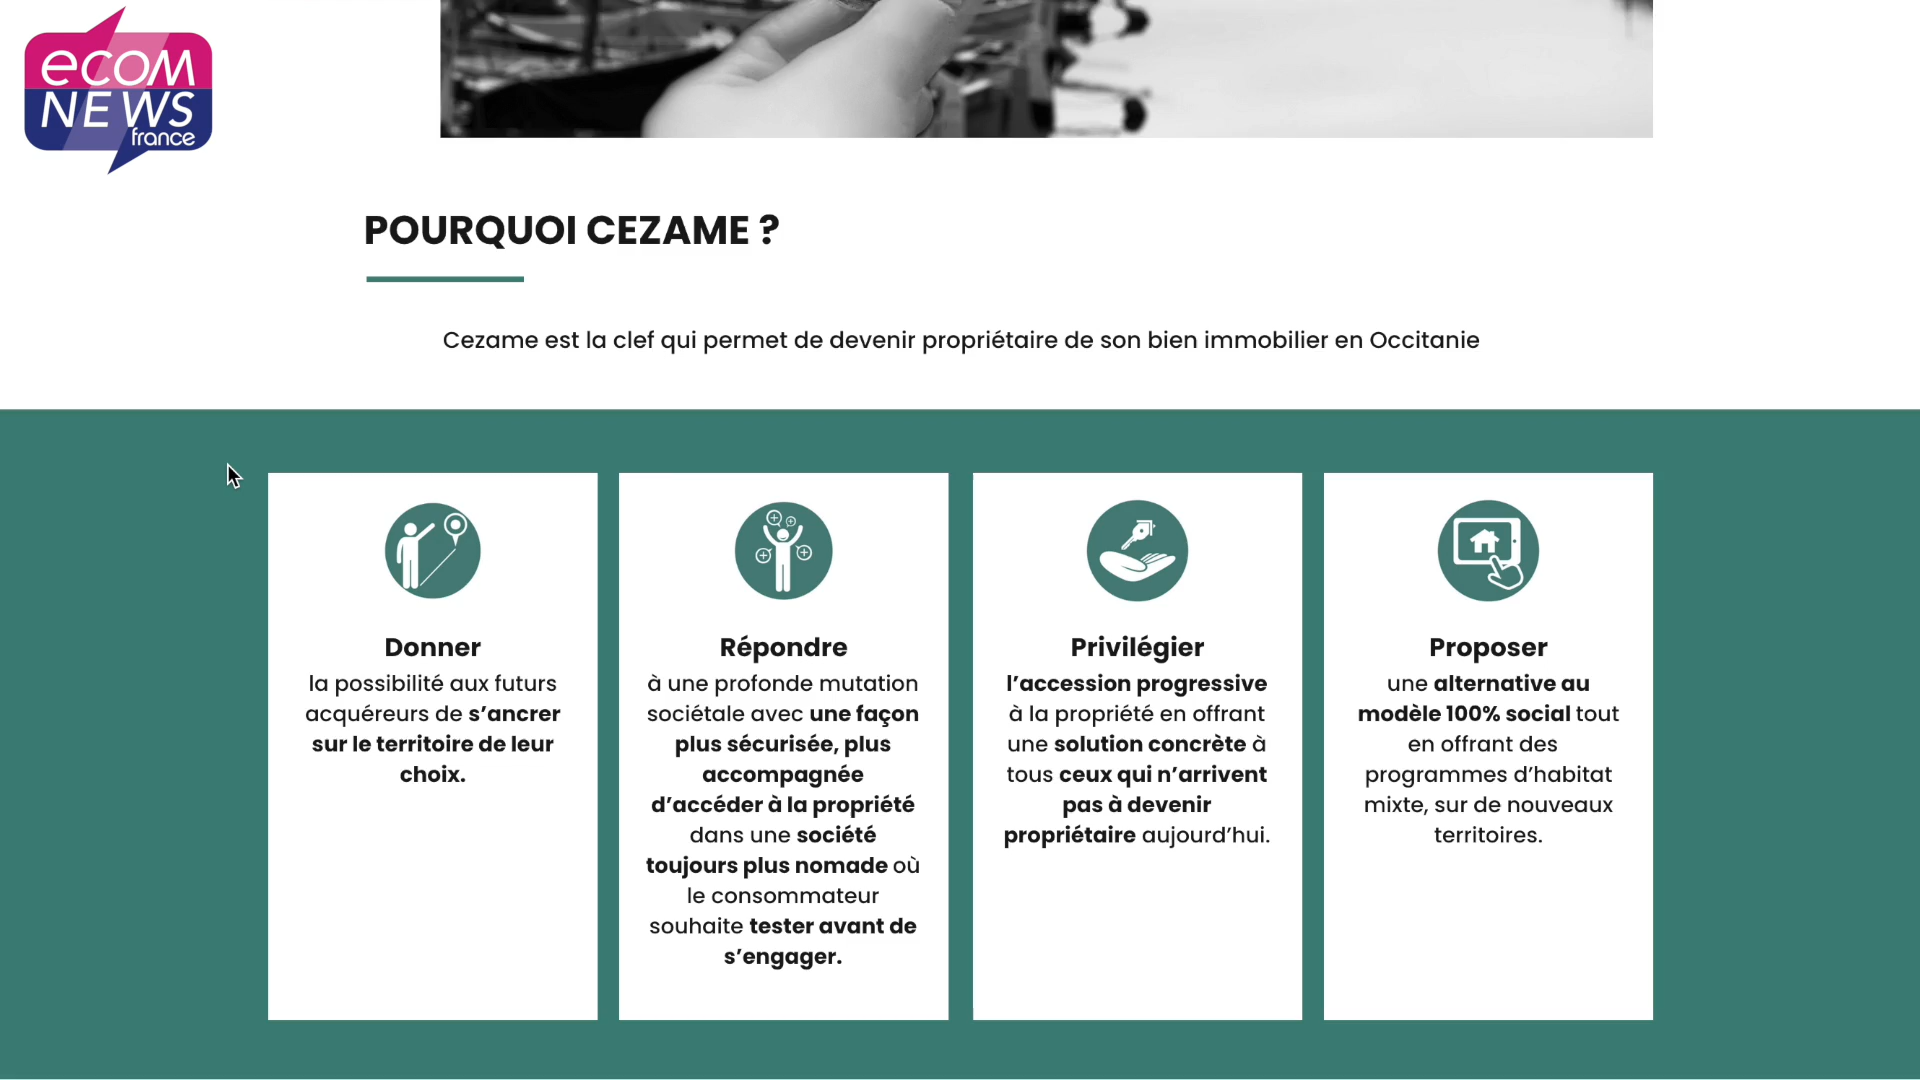 ecom
NEWS
france
POURQUOI CEZAME ?
Cezame est la clef qui permet de devenir propriétaire de son bien immobilier en Occitanie
Donner
la possibilité aux futurs
acquéreurs de s’ancrer
sur le territoire de leur
choix.
Répondre
à une profonde mutation
sociétale avec une façon
plus sécurisée, plus
accompagnée
d’accéder à la propriété
dans une société
toujours plus nomade où
le consommateur
souhaite tester avant de
s’engager.
Privilégier
l’accession progressive
à la propriété en offrant
une solution concrète à
tous ceux qui n’arrivent
pas à devenir
propriétaire aujourd’hui.
Proposer
une alternative au
modèle 100% social tout
en offrant des
programmes d’habitat
mixte, sur de nouveaux
territoires.